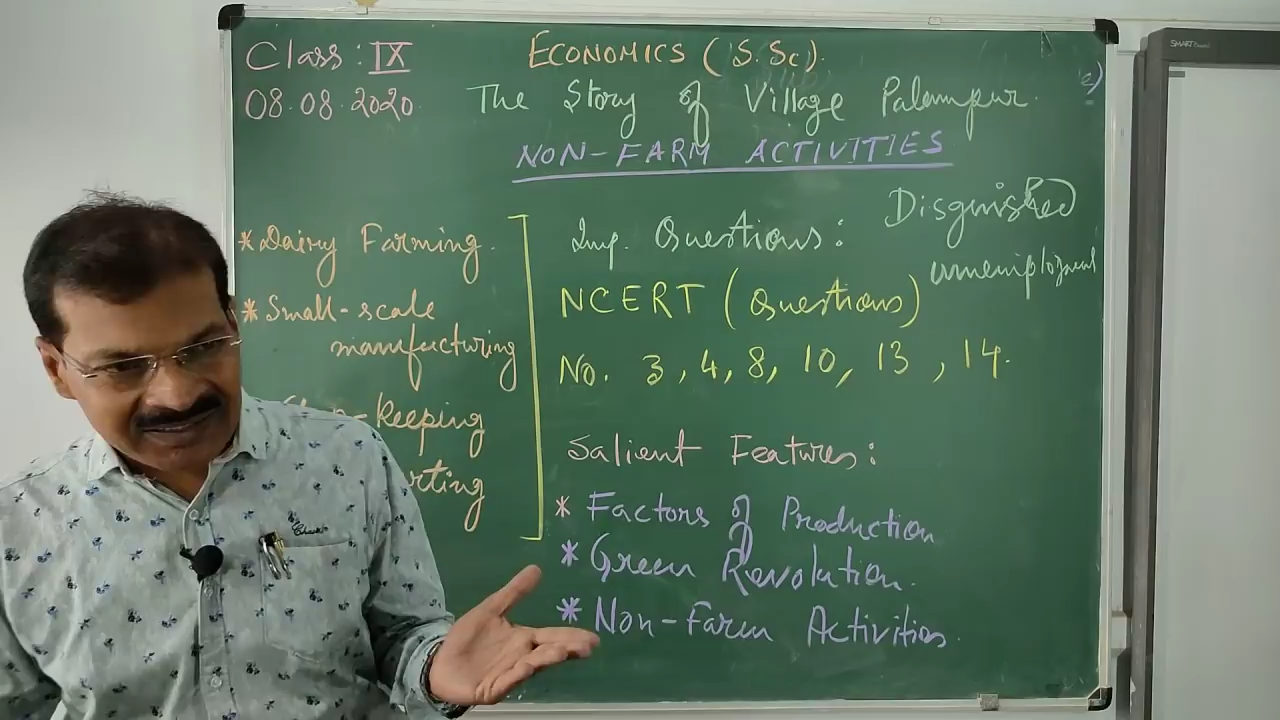 Class : IX
08.08.2020
ECONOMICS (S.Sc).
The Story of Village Palampur.
NON-FARM ACTIVITIES
* Dairy Farming.
* Small-scale
manufacturing
-keeping
rting
Imp. Questions:
Disguished
unemployment
NCERT (Questions)
No. 3, 4, 8, 10, 13, 14.
Salient Features:
* Factors of Production
* Green Revolution.
* Non-farm Activities.
SMART